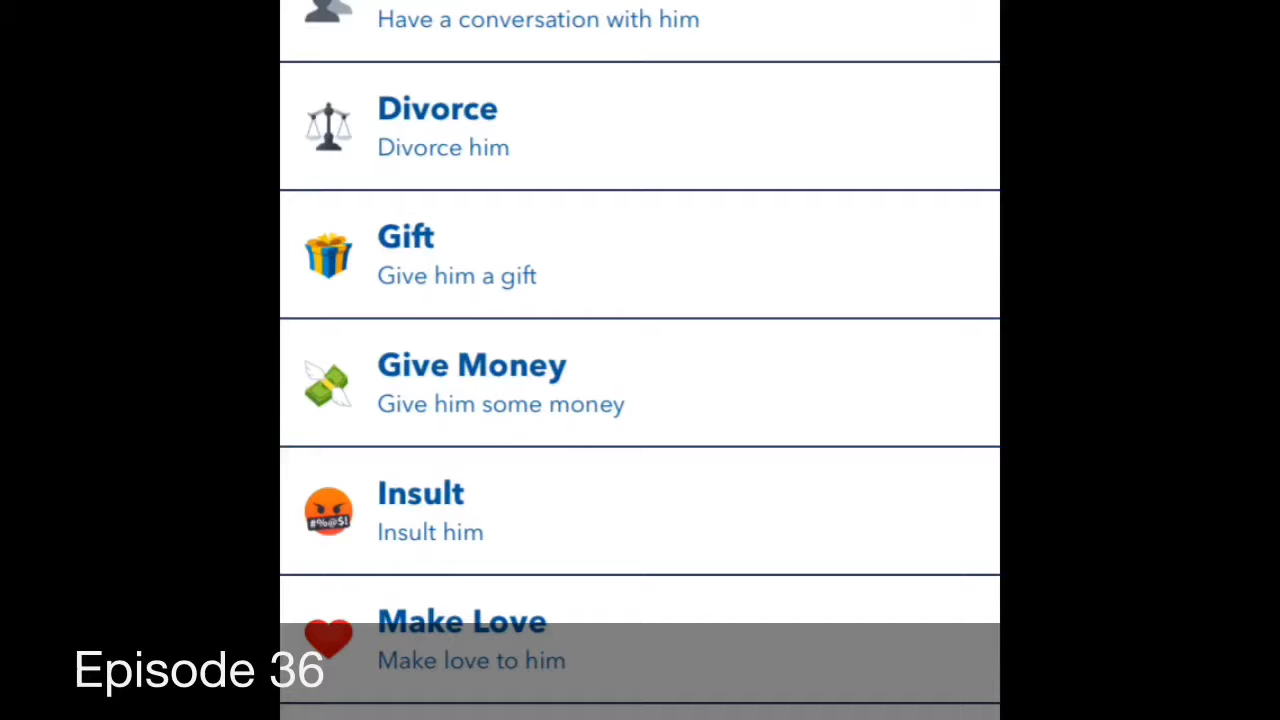 Have a conversation with him
Divorce
Divorce him
Gift
Give him a gift
Give Money
Give him some money
Insult
#%@$!
Insult him
Make Love
Make love to him
Episode 36